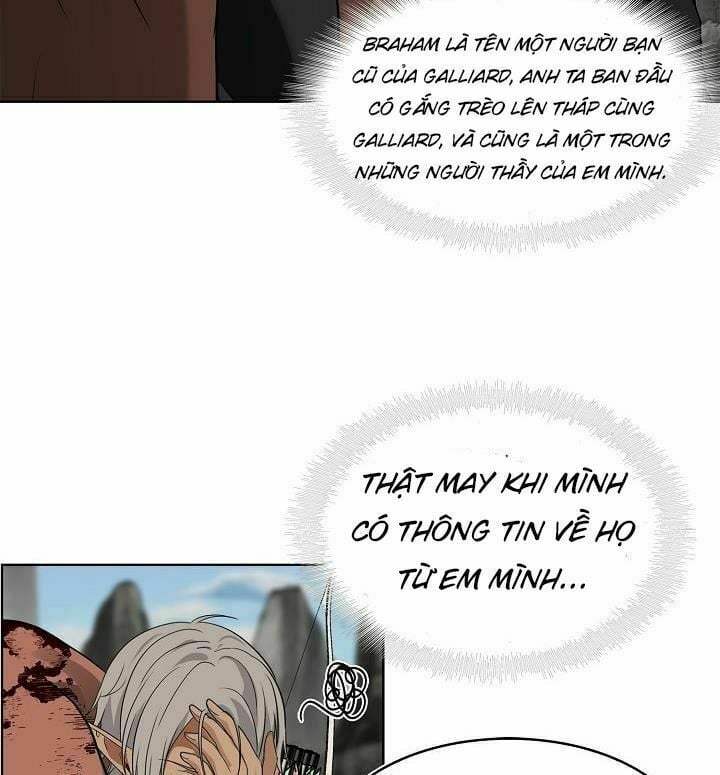 BRAHAM LÀ TÊN MỘT NGƯỜI BẠN
CŨ CỦA GALLIARD, ANH TA BAN ĐẦU
CÓ GẮNG TRÈO LÊN THÁP CÙNG
GALLIARD, VÀ CŨNG LÀ MỘT TRONG
NHỮNG NGƯỜI THẦY CỦA EM MÌNH.
THẬT MAY KHI MÌNH
CÓ THÔNG TIN VỀ HỌ
TỪ EM MÌNH...